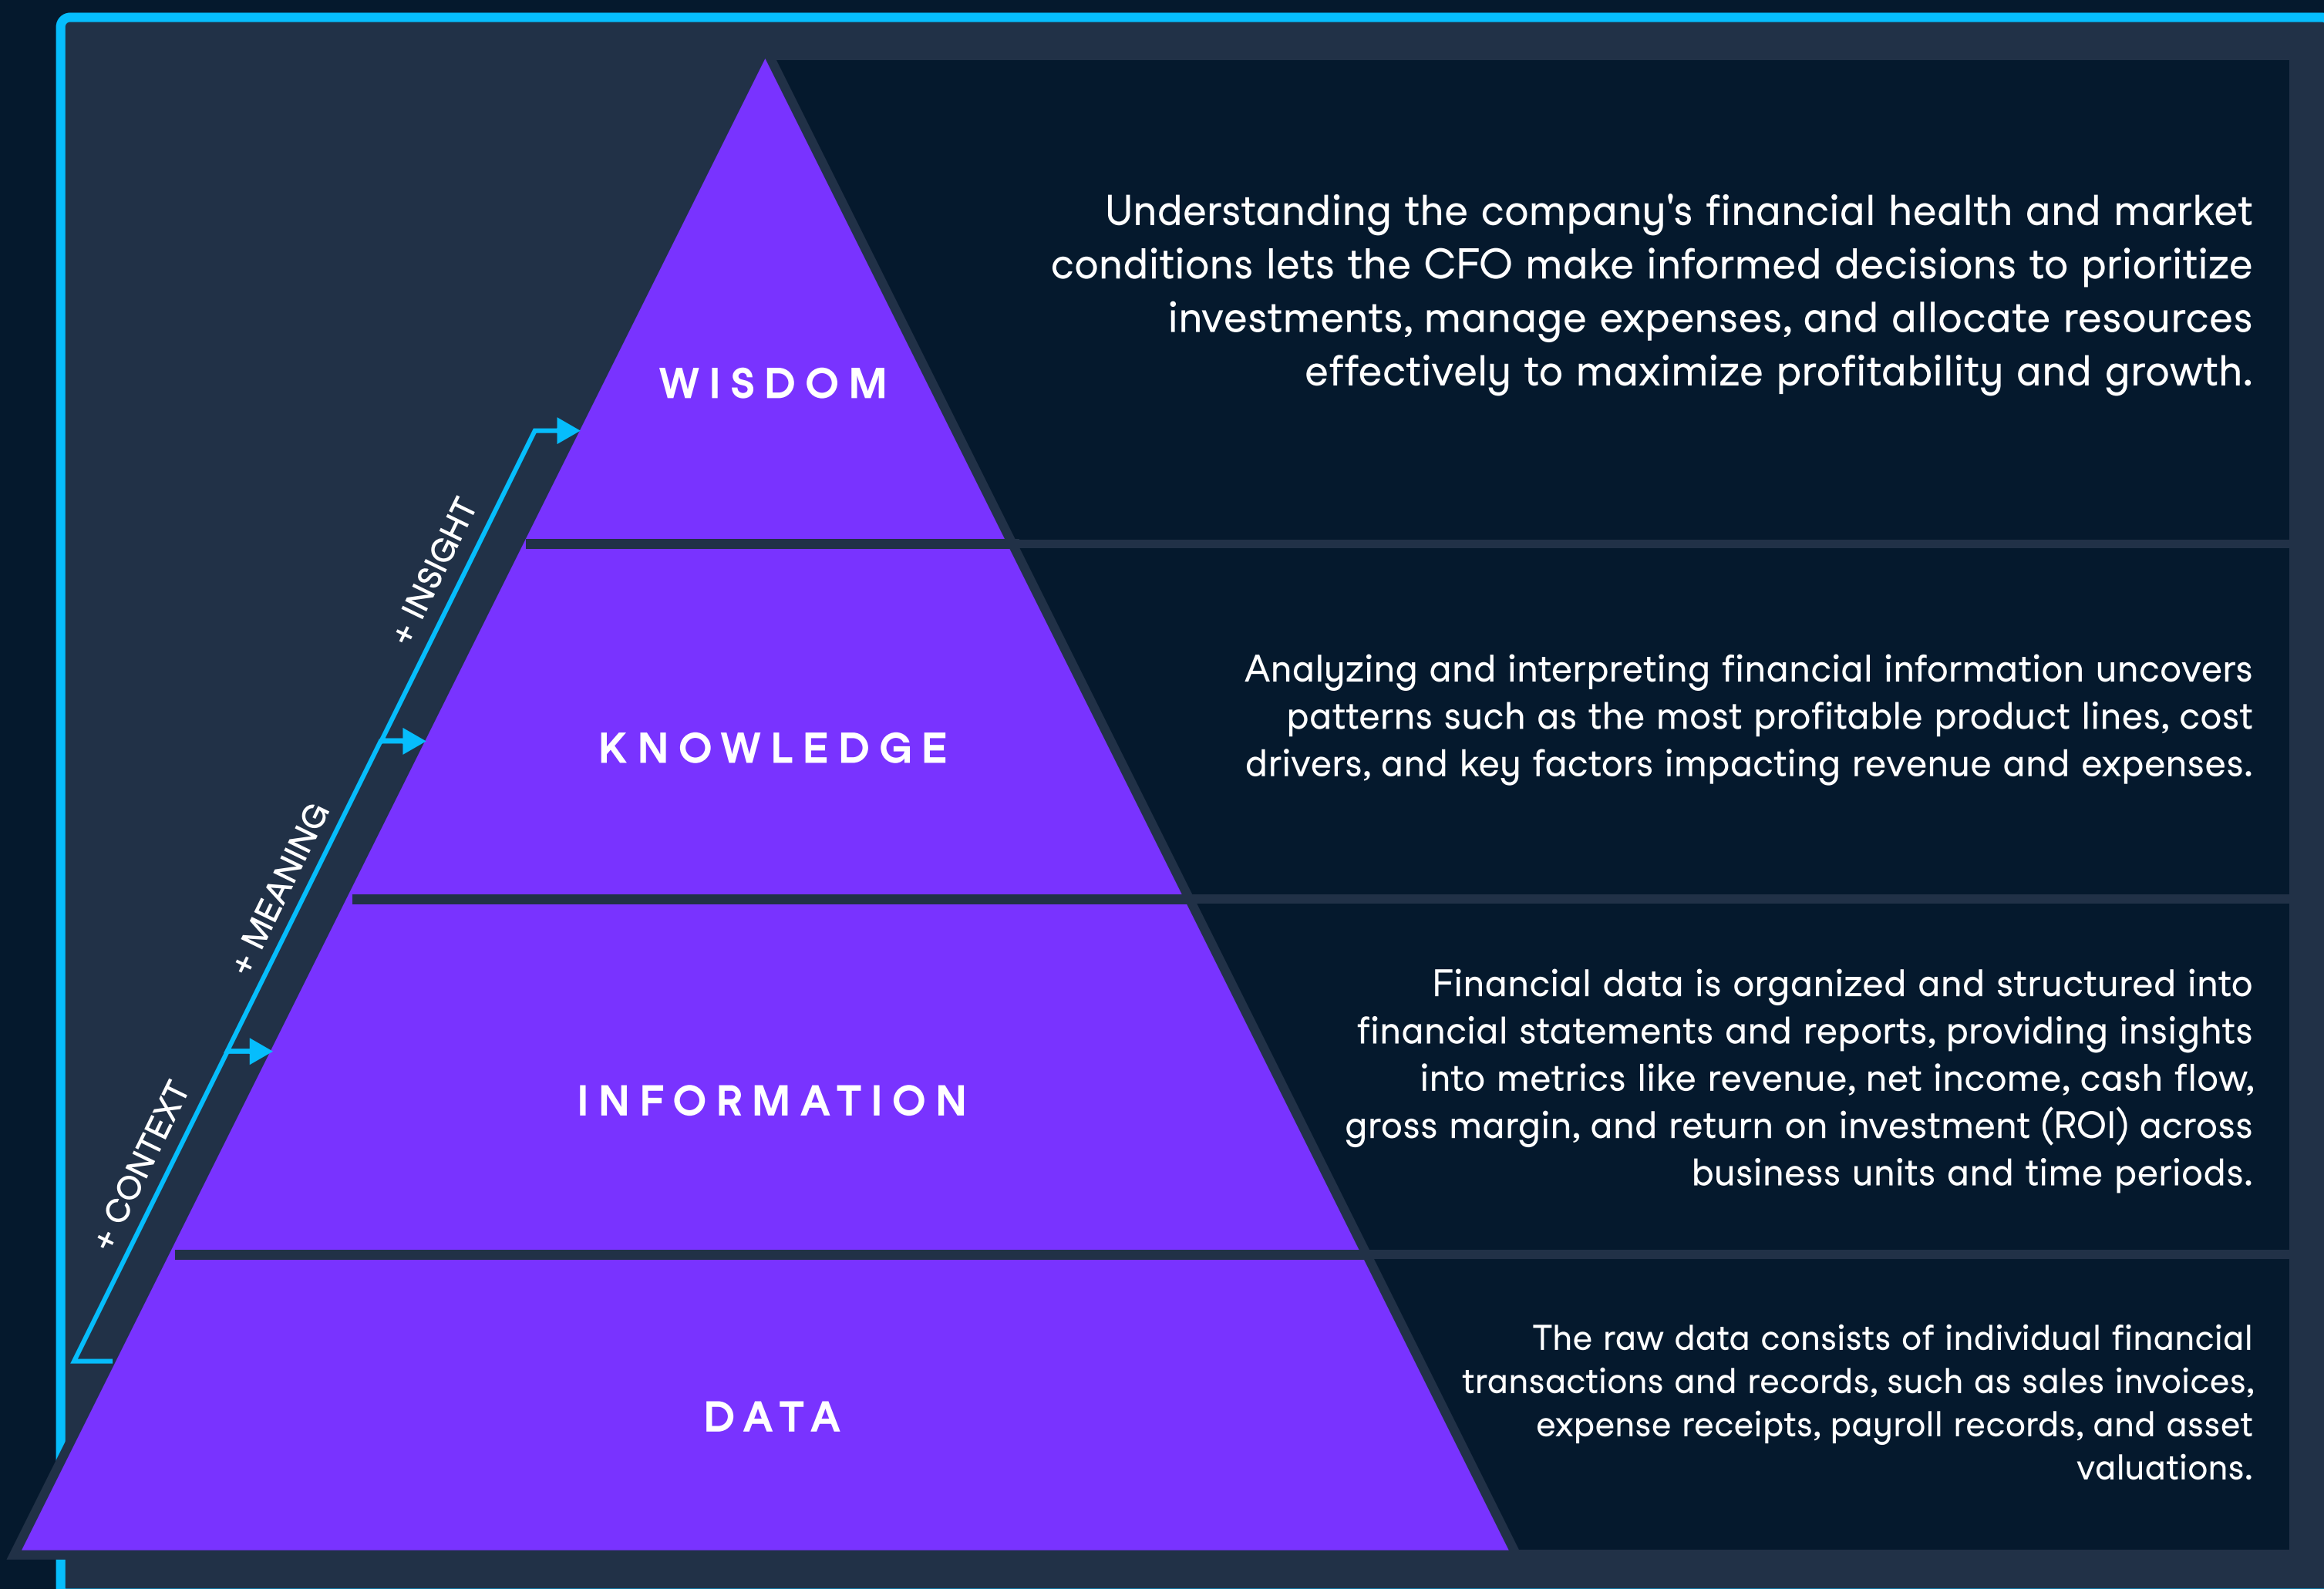 Understanding the company's financial health and market
conditions lets the CFO make informed decisions to prioritize
investments, manage expenses, and allocate resources
effectively to maximize profitability and growth.
WISDOM
+ INSIGHT
Analyzing and interpreting financial information uncovers
patterns such as the most profitable product lines, cost
drivers, and key factors impacting revenue and expenses.
KNOWLEDGE
+ MEANING
Financial data is organized and structured into
financial statements and reports, providing insights
into metrics like revenue, net income, cash flow,
gross margin, and return on investment (ROI) across
business units and time periods.
INFORMATION
+ CONTEXT
The raw data consists of individual financial
transactions and records, such as sales invoices,
expense receipts, payroll records, and asset
valuations.
DATA